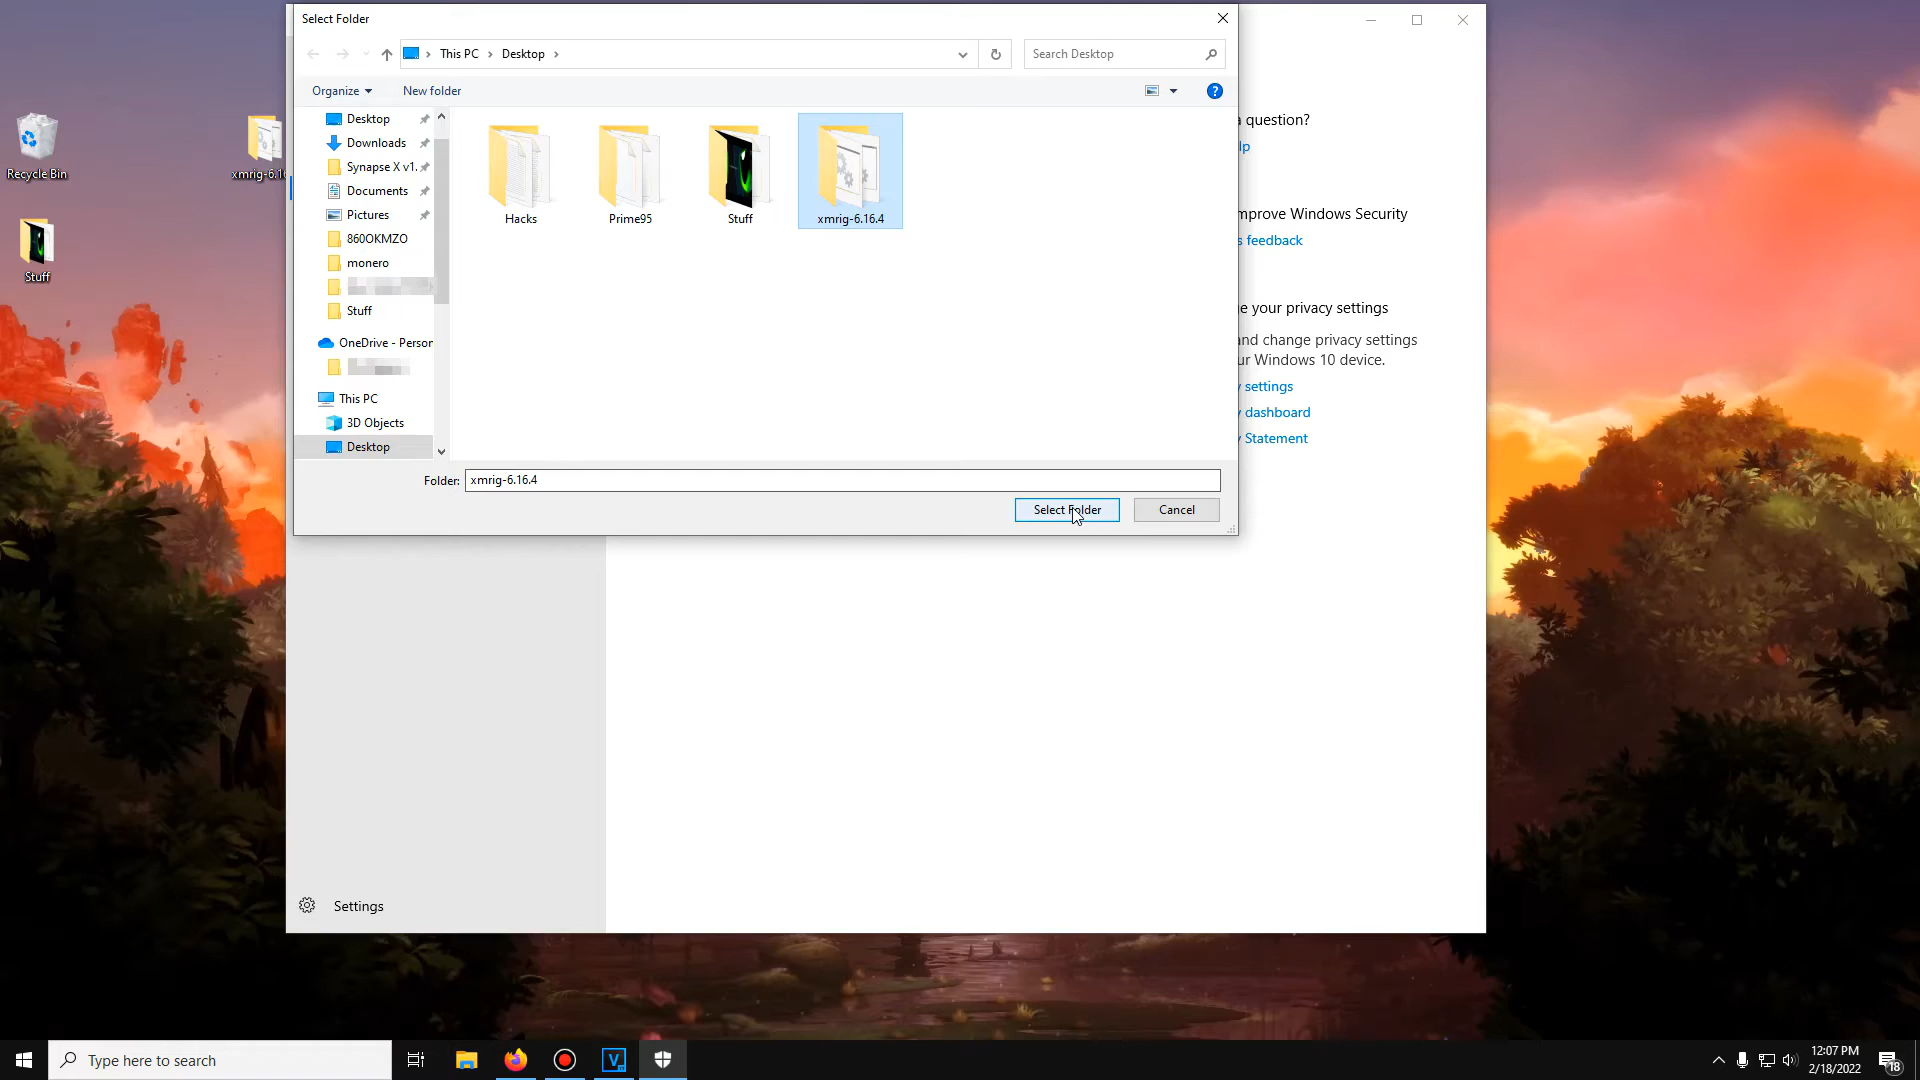 Select Folder
This PC
Desktop
Search Desktop
Organize
New folder
Desktop
Downloads
Synapse X v1.
Documents
Pictures
860OKMZO
monero
Stuff
OneDrive - Person
This PC
3D Objects
Desktop
Hacks
Prime95
Stuff
xmrig-6.16.4
Folder:
xmrig-6.16.4
Select Folder
Cancel
question?
lp
mprove Windows Security
s feedback
e your privacy settings
and change privacy settings
ur Windows 10 device.
y settings
y dashboard
y Statement
Settings
Recycle Bin
xmrig-6.16
Stuff
Type here to search
V
12:07 PM
2/18/2022
18